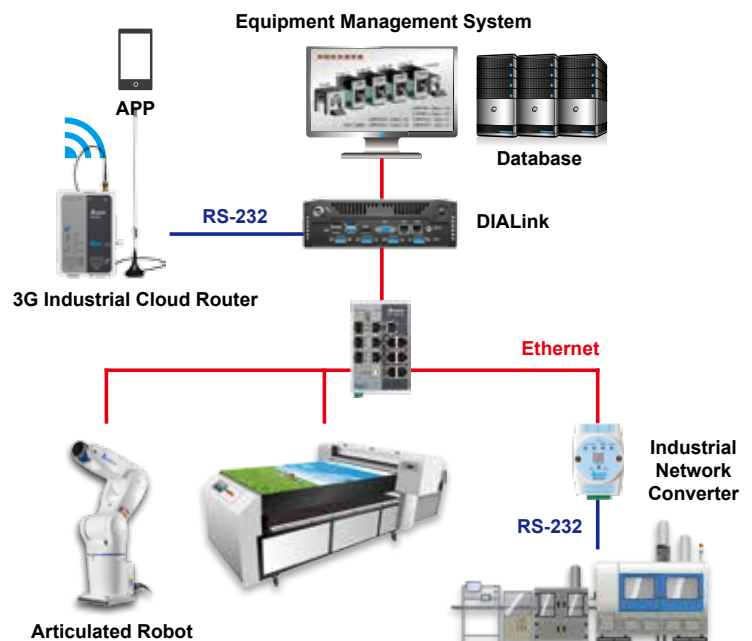 Equipment Management System
APP
Database
RS-232
DIALink
3G Industrial Cloud Router
Ethernet
Industrial
Network
Converter
RS-232
Articulated Robot